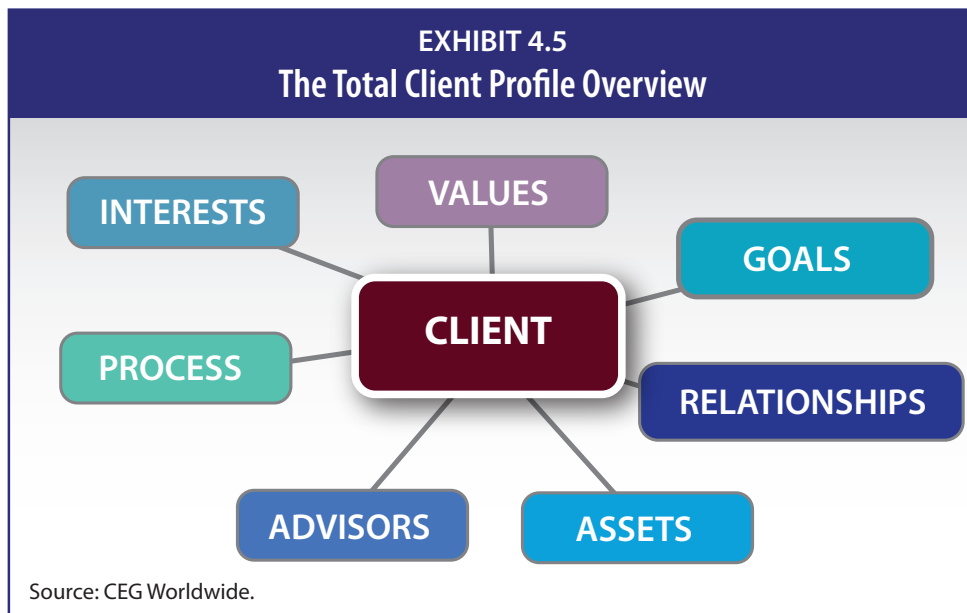 EXHIBIT 4.5
The Total Client Profile Overview
INTERESTS
VALUES
GOALS
CLIENT
PROCESS
RELATIONSHIPS
ADVISORS
ASSETS
Source: CEG Worldwide.